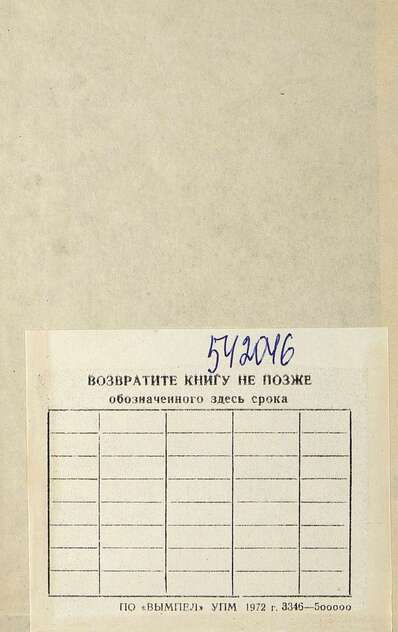 542046
ВОЗВРАТИТЕ КНИГУ НЕ ПОЗЖЕ
обозначенного здесь срока
ПО «ВЫМПЕЛ» УПМ 1972 г. 3346—500000